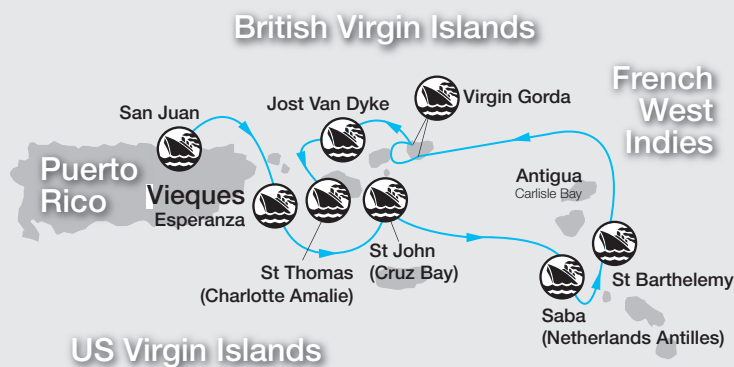 British Virgin Islands
French
West
Indies
San Juan
Jost Van Dyke
Virgin Gorda
Puerto
Rico
Vieques
Esperanza
Antigua
Carlisle Bay
St Thomas
(Charlotte Amalie)
St John
(Cruz Bay)
St Barthelemy
Saba
(Netherlands Antilles)
US Virgin Islands